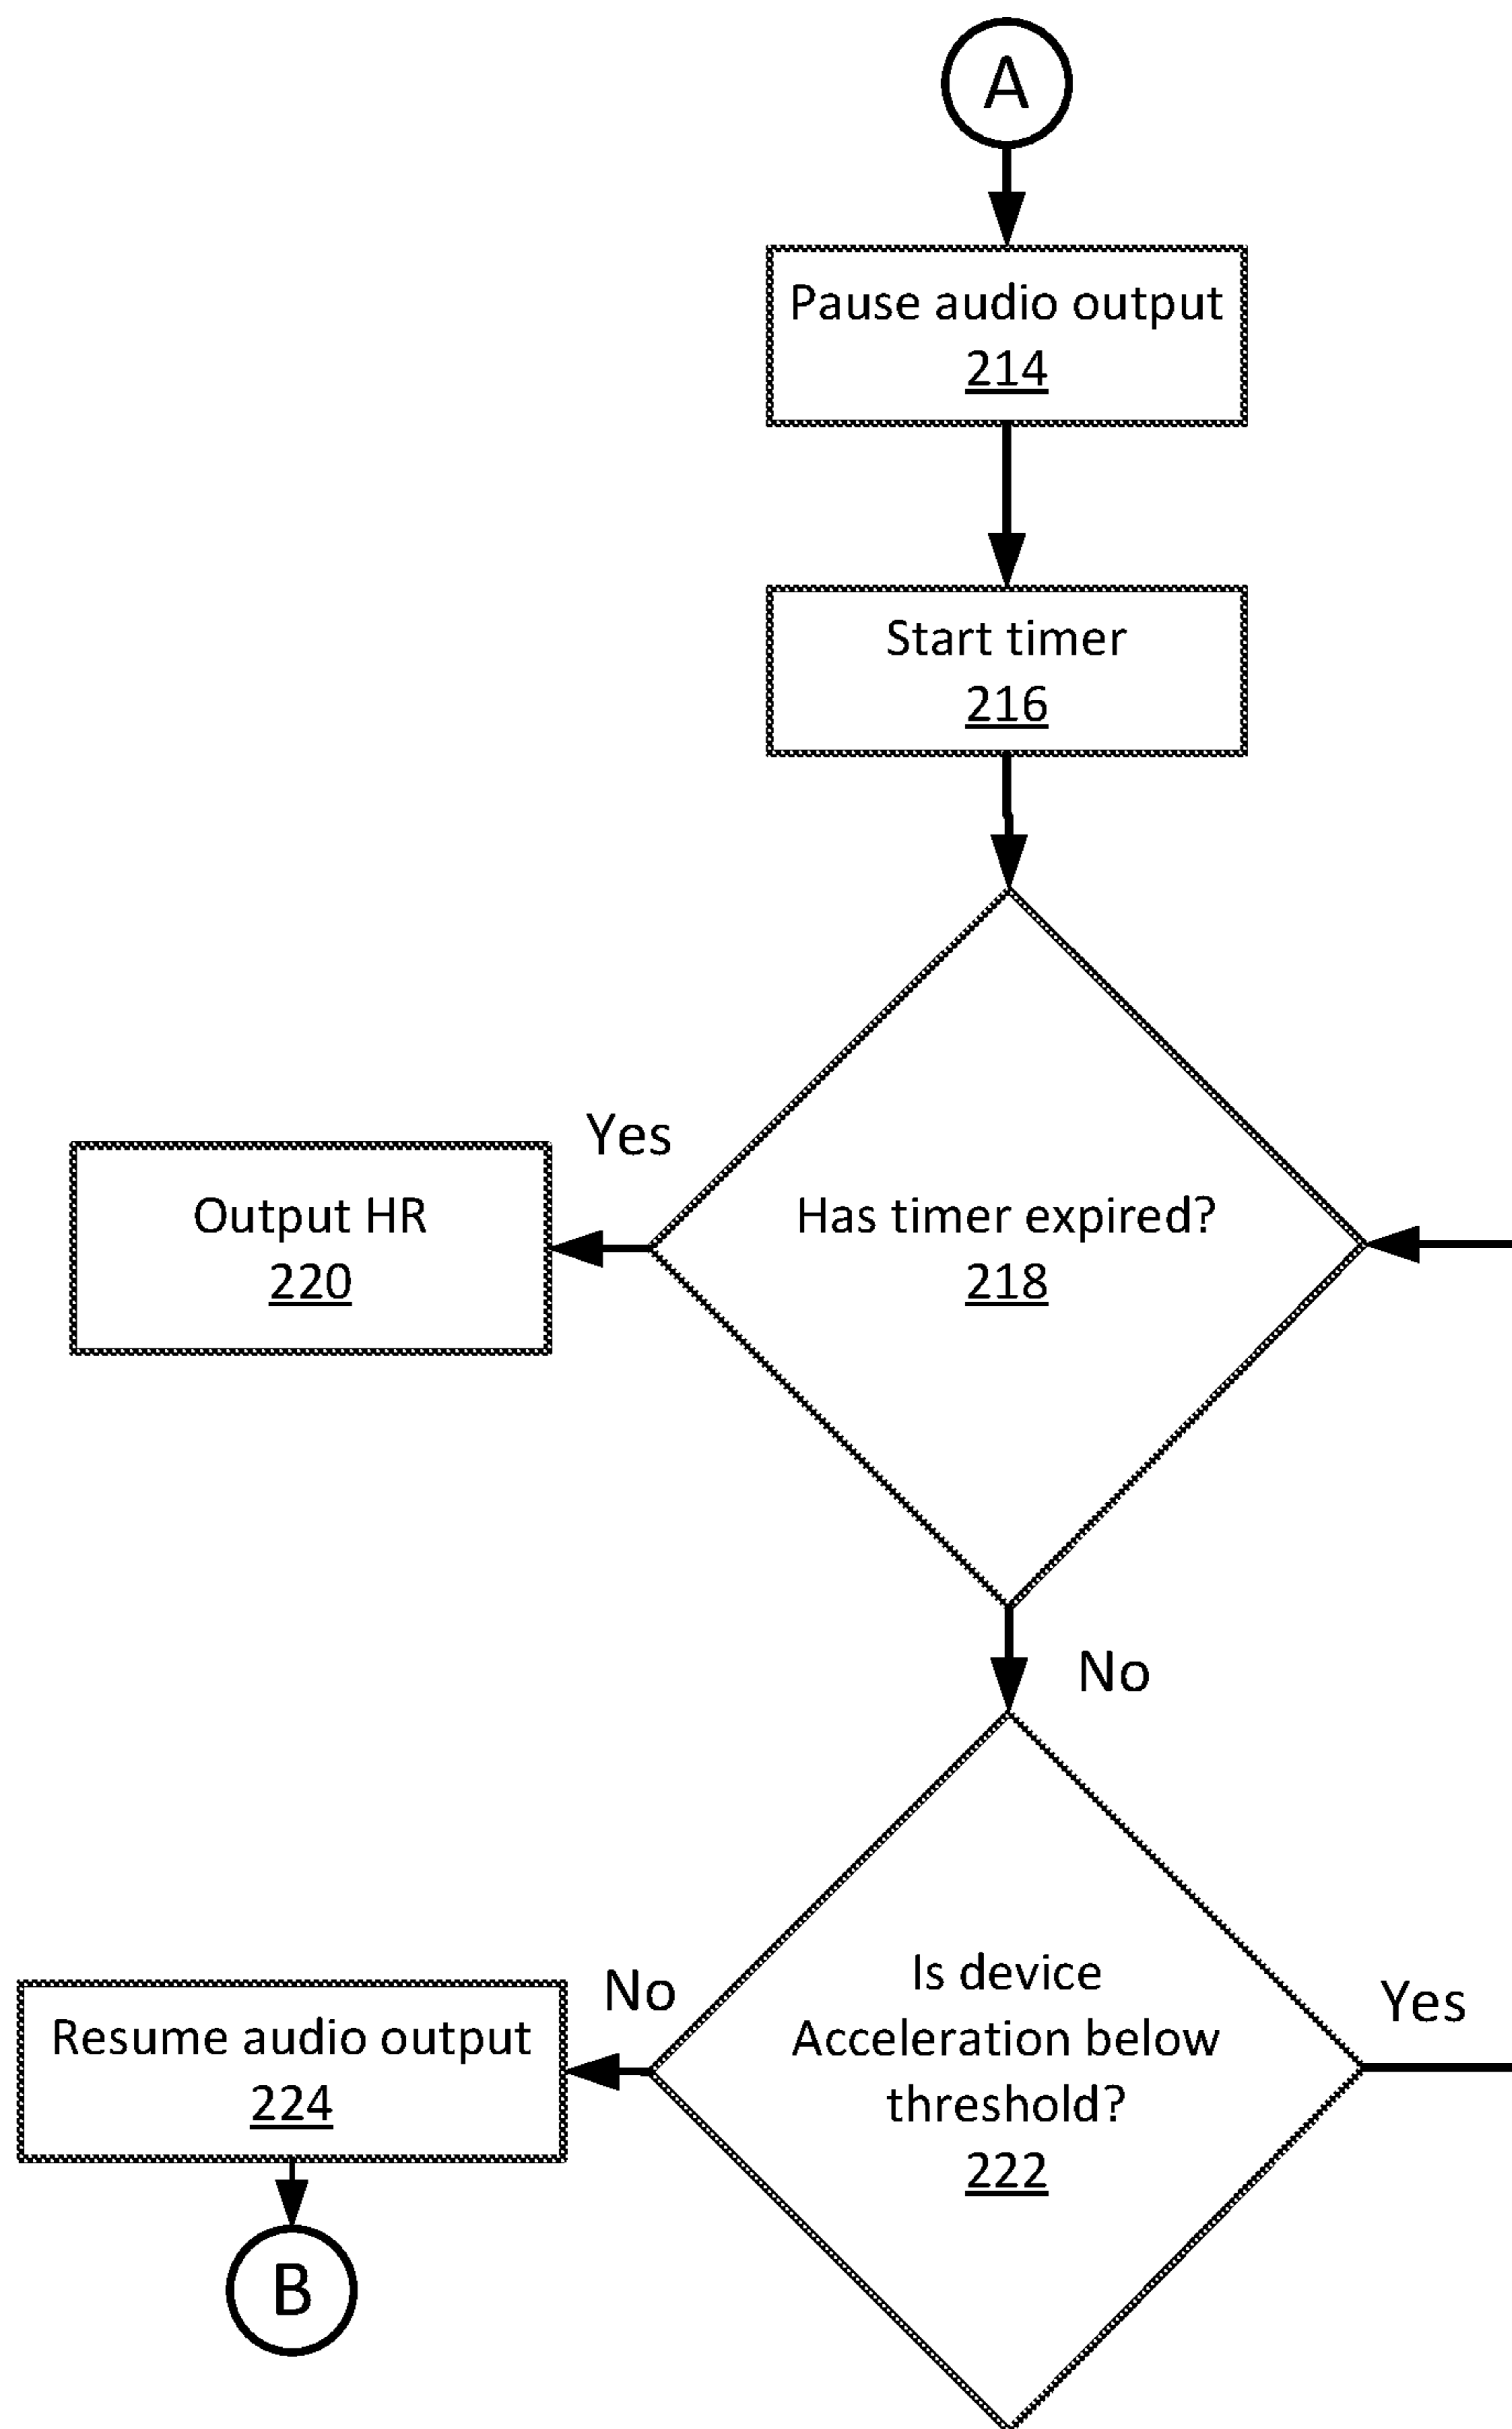 A
Pause audio output
214
Start timer
216
Yes
Output HR
220
Has timer expired?
218
No
Is device
Acceleration below
threshold?
222
Yes
No
Resume audio output
224
B